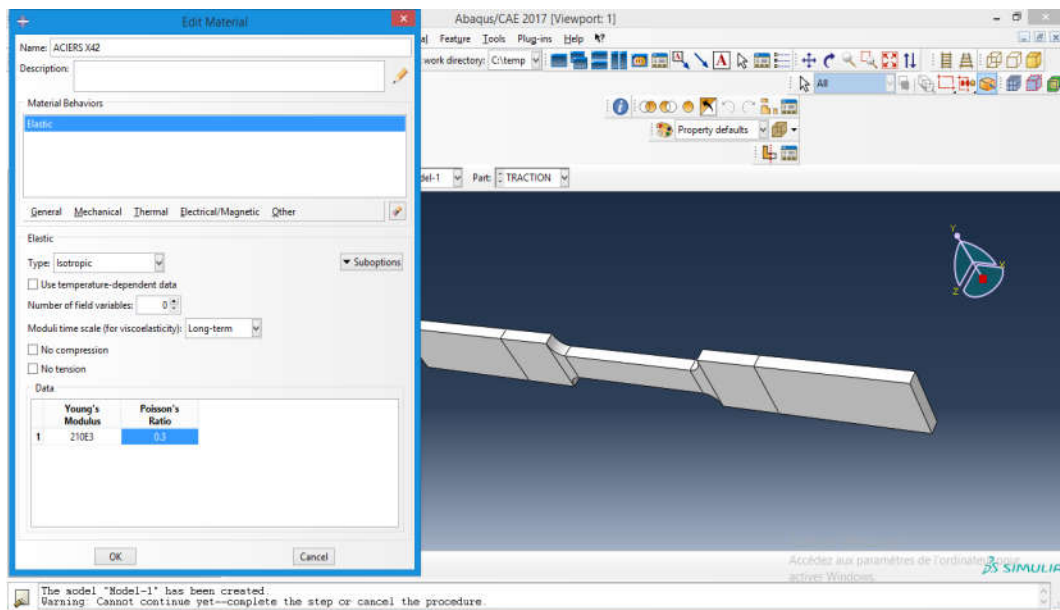 Edit Material
Abaqus/CAE 2017 [Viewport: 1]
Name: ACIERS X42
Description:
Feature Tools Plug-ins Help
work directory: C:\temp
All
Material Behaviors
Elastic
Property defaults
Part: TRACTION
General Mechanical Thermal Electrical/Magnetic Other
Elastic
Type: Isotropic
Suboptions
Use temperature-dependent data
Number of field variables: 0
Moduli time scale (for viscoelasticity): Long-term
No compression
No tension
Data
Young's Modulus
Poisson's Ratio
1 210E3 0.3
Y
X
Z
OK Cancel
Accédez aux paramètres de l'ordinateur pour
activer Windows.
SIMULIA
The model "Model-1" has been created.
Warning: Cannot continue yet--complete the step or cancel the procedure.